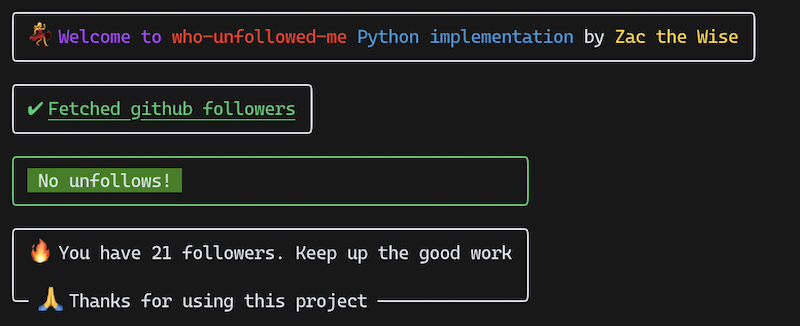 💃 Welcome to who-unfollowed-me Python implementation by Zac the Wise
✔ Fetched github followers
No unfollows!
🔥 You have 21 followers. Keep up the good work
🙏 Thanks for using this project